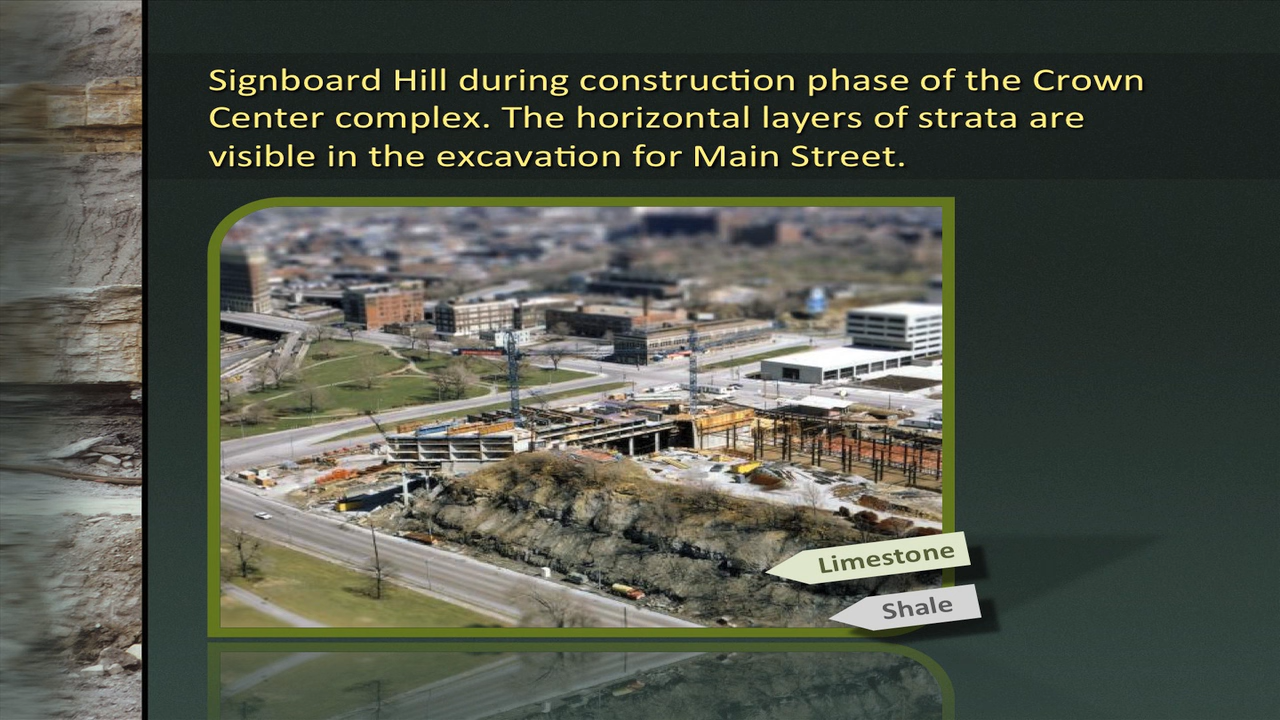 Signboard Hill during construction phase of the Crown
Center complex. The horizontal layers of strata are
visible in the excavation for Main Street.
Limestone
Shale